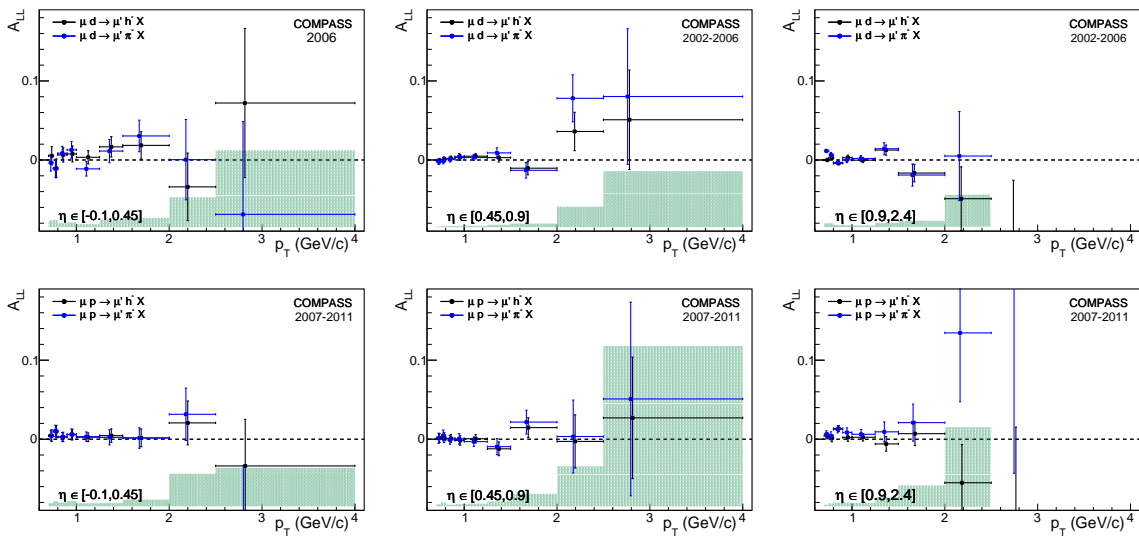 A_LL
μ d → μ' h⁻ X
μ d → μ' π⁻ X
COMPASS
2006
0.1
0
η ∈ [-0.1,0.45]
1 2 3 4
p_T (GeV/c)
A_LL
μ d → μ' h⁻ X
μ d → μ' π⁻ X
COMPASS
2002-2006
0.1
0
η ∈ [0.45,0.9]
1 2 3 4
p_T (GeV/c)
A_LL
μ d → μ' h⁻ X
μ d → μ' π⁻ X
COMPASS
2002-2006
0.1
0
η ∈ [0.9,2.4]
1 2 3 4
p_T (GeV/c)
A_LL
μ p → μ' h⁻ X
μ p → μ' π⁻ X
COMPASS
2007-2011
0.1
0
η ∈ [-0.1,0.45]
1 2 3 4
p_T (GeV/c)
A_LL
μ p → μ' h⁻ X
μ p → μ' π⁻ X
COMPASS
2007-2011
0.1
0
η ∈ [0.45,0.9]
1 2 3 4
p_T (GeV/c)
A_LL
μ p → μ' h⁻ X
μ p → μ' π⁻ X
COMPASS
2007-2011
0.1
0
η ∈ [0.9,2.4]
1 2 3 4
p_T (GeV/c)